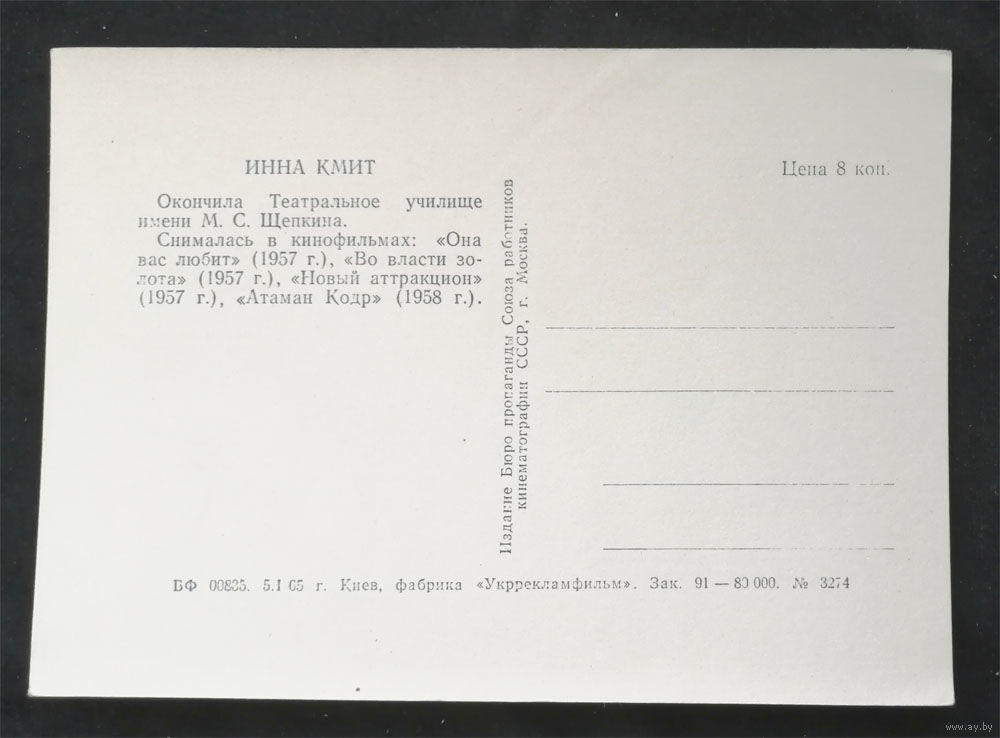 ИННА КМИТ
Окончила Театральное училище
имени М. С. Щепкина.
Снималась в кинофильмах: «Она
вас любит» (1957 г.), «Во власти зо-
лота» (1957 г.), «Новый аттракцион»
(1957 г.), «Атаман Кодр» (1958 г.).
Издание Бюро пропаганды Союза работников
кинематографии СССР, г. Москва.
Цена 8 коп.
БФ 00835. 5.I 65 г. Киев, фабрика «Укррекламфильм». Зак. 91 — 80 000. № 3274
www.ay.by